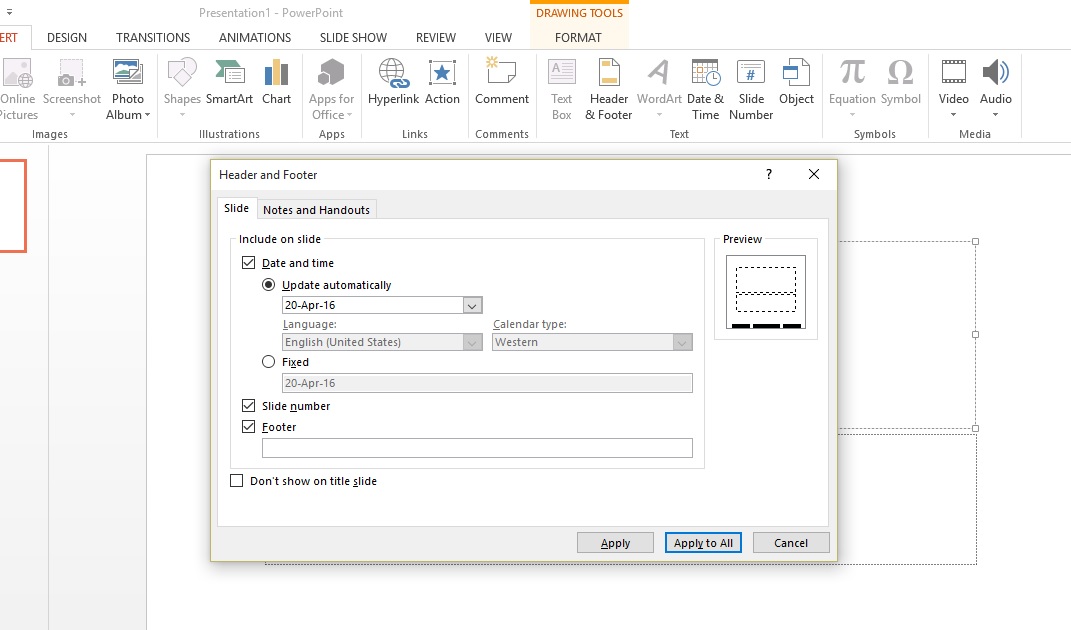 Presentation1 - PowerPoint
DRAWING TOOLS
ERT DESIGN TRANSITIONS ANIMATIONS SLIDE SHOW REVIEW VIEW FORMAT
Online Screenshot Photo Shapes SmartArt Chart Apps for Hyperlink Action Comment Text Header WordArt Date & Slide Object Equation Symbol Video Audio
Pictures Album Office Box & Footer Time Number
Images Illustrations Apps Links Comments Text Symbols Media
Header and Footer ?
Slide Notes and Handouts
Include on slide Preview
Date and time
Update automatically
20-Apr-16
Language: Calendar type:
English (United States) Western
Fixed
20-Apr-16
Slide number
Footer
Don't show on title slide
Apply Apply to All Cancel